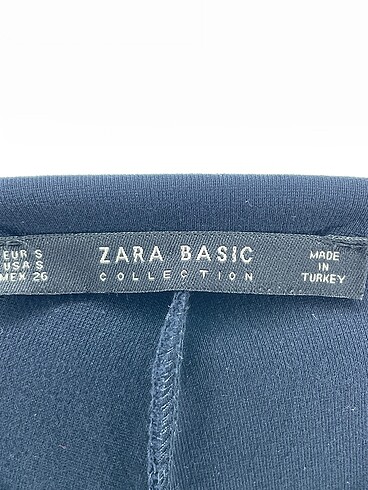 EUR S
USA S
MEX 26
ZARA BASIC
COLLECTION
MADE
IN
TURKEY